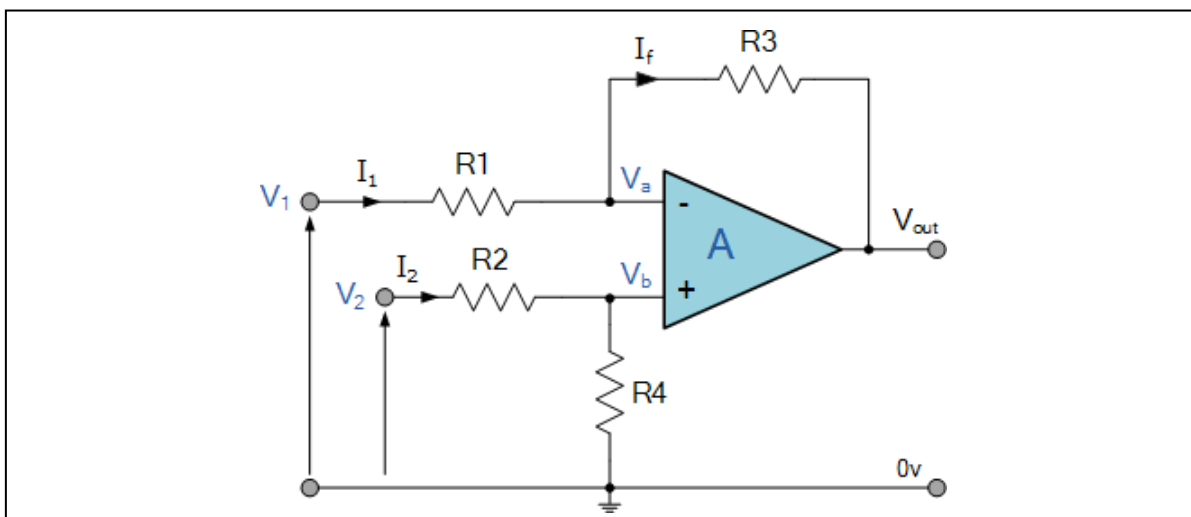 I_f
R3
V_1
I_1
R1
V_a
-
A
V_out
V_2
I_2
R2
V_b
+
R4
0v